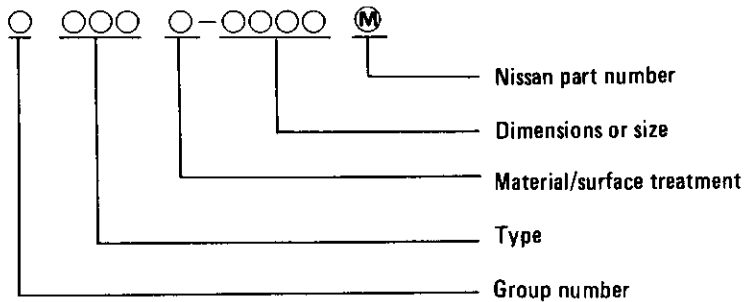 ○ ○○○ ○-○○○○ Ⓜ
Nissan part number
Dimensions or size
Material/surface treatment
Type
Group number